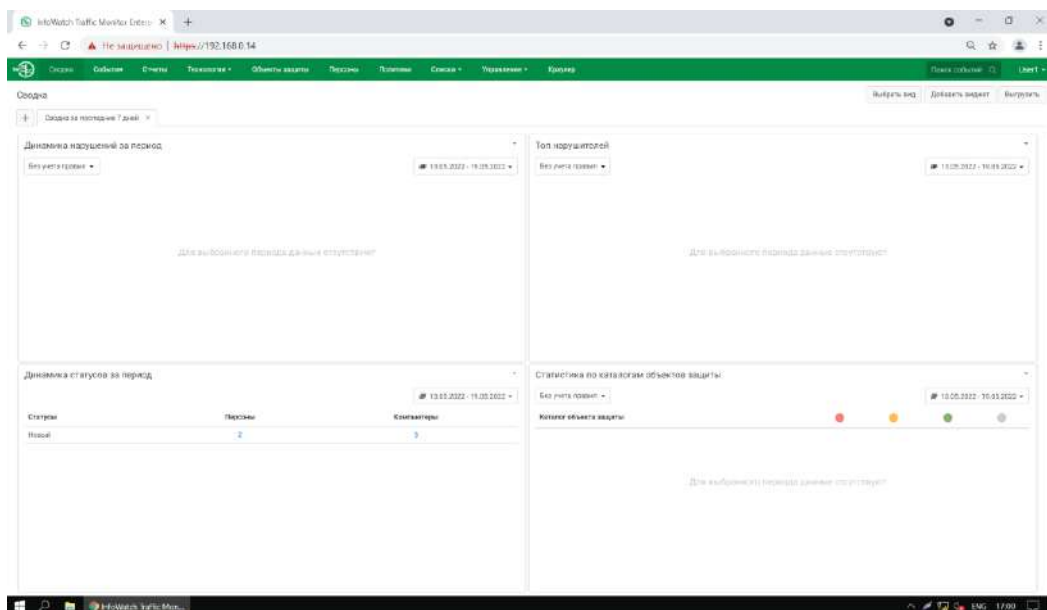 InfoWatch Traffic Monitor Enter
Не защищено | https://192.168.0.14
Сводка События Отчеты Технологии Объекты защиты Персоны Политики Списки Управление Краулер Поиск событий User1
Сводка Выбрать вид Добавить виджет Выгрузить
+ Сводка за последние 7 дней ×
Динамика нарушений за период
Без учета правил 13.05.2022 - 19.05.2022
Для выбранного периода данные отсутствуют
Топ нарушителей
Без учета правил 13.05.2022 - 19.05.2022
Для выбранного периода данные отсутствуют
Динамика статусов за период
13.05.2022 - 19.05.2022
Статусы Персоны Компьютеры
Новый 2 3
Статистика по каталогам объектов защиты
Без учета правил 13.05.2022 - 19.05.2022
Каталог объекта защиты
Для выбранного периода данные отсутствуют
InfoWatch Traffic Mon...
ENG 17:00